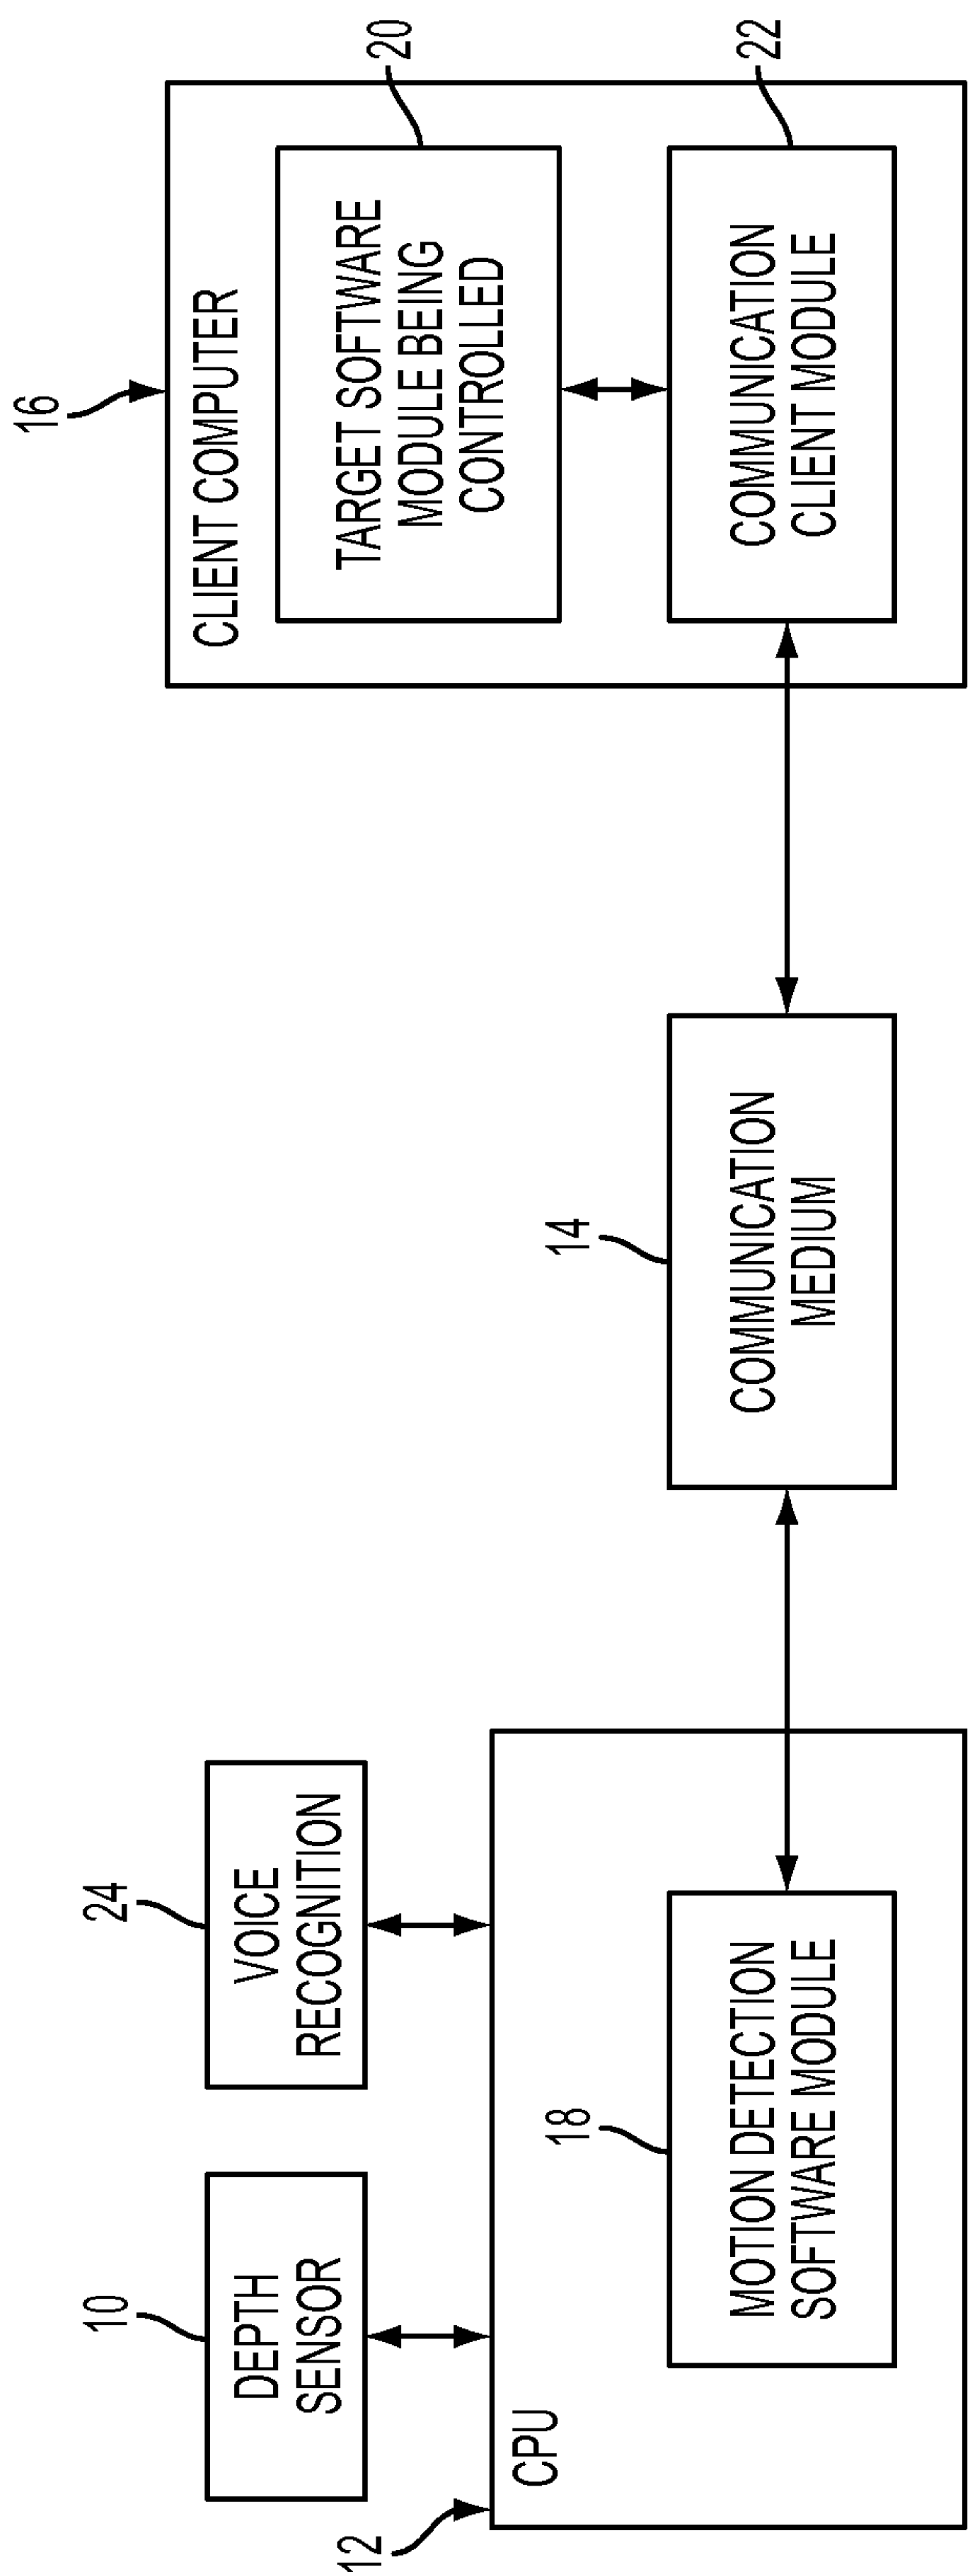 10
DEPTH
SENSOR
24
VOICE
RECOGNITION
12
CPU
18
MOTION DETECTION
SOFTWARE MODULE
14
COMMUNICATION
MEDIUM
16
CLIENT COMPUTER
20
TARGET SOFTWARE
MODULE BEING
CONTROLLED
22
COMMUNICATION
CLIENT MODULE